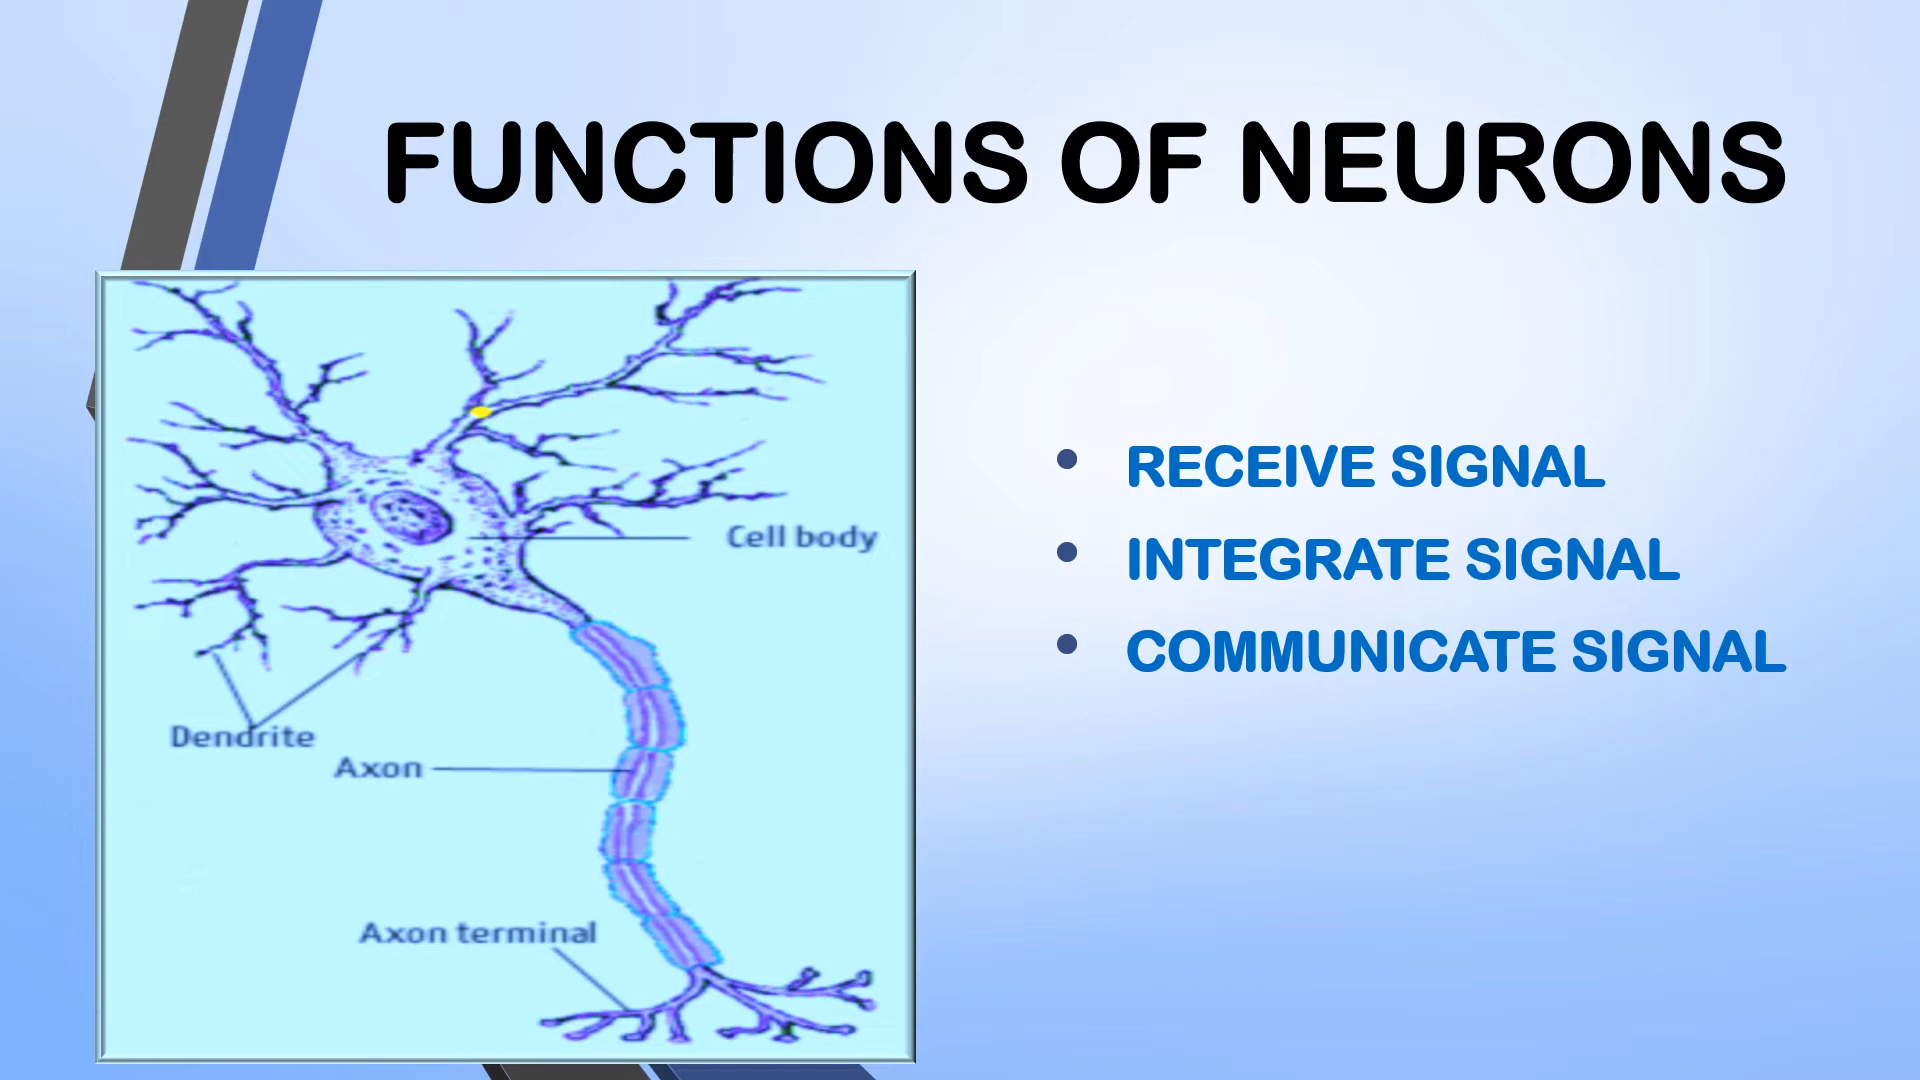 FUNCTIONS OF NEURONS
Cell body
Dendrite
Axon
Axon terminal
• RECEIVE SIGNAL
• INTEGRATE SIGNAL
• COMMUNICATE SIGNAL